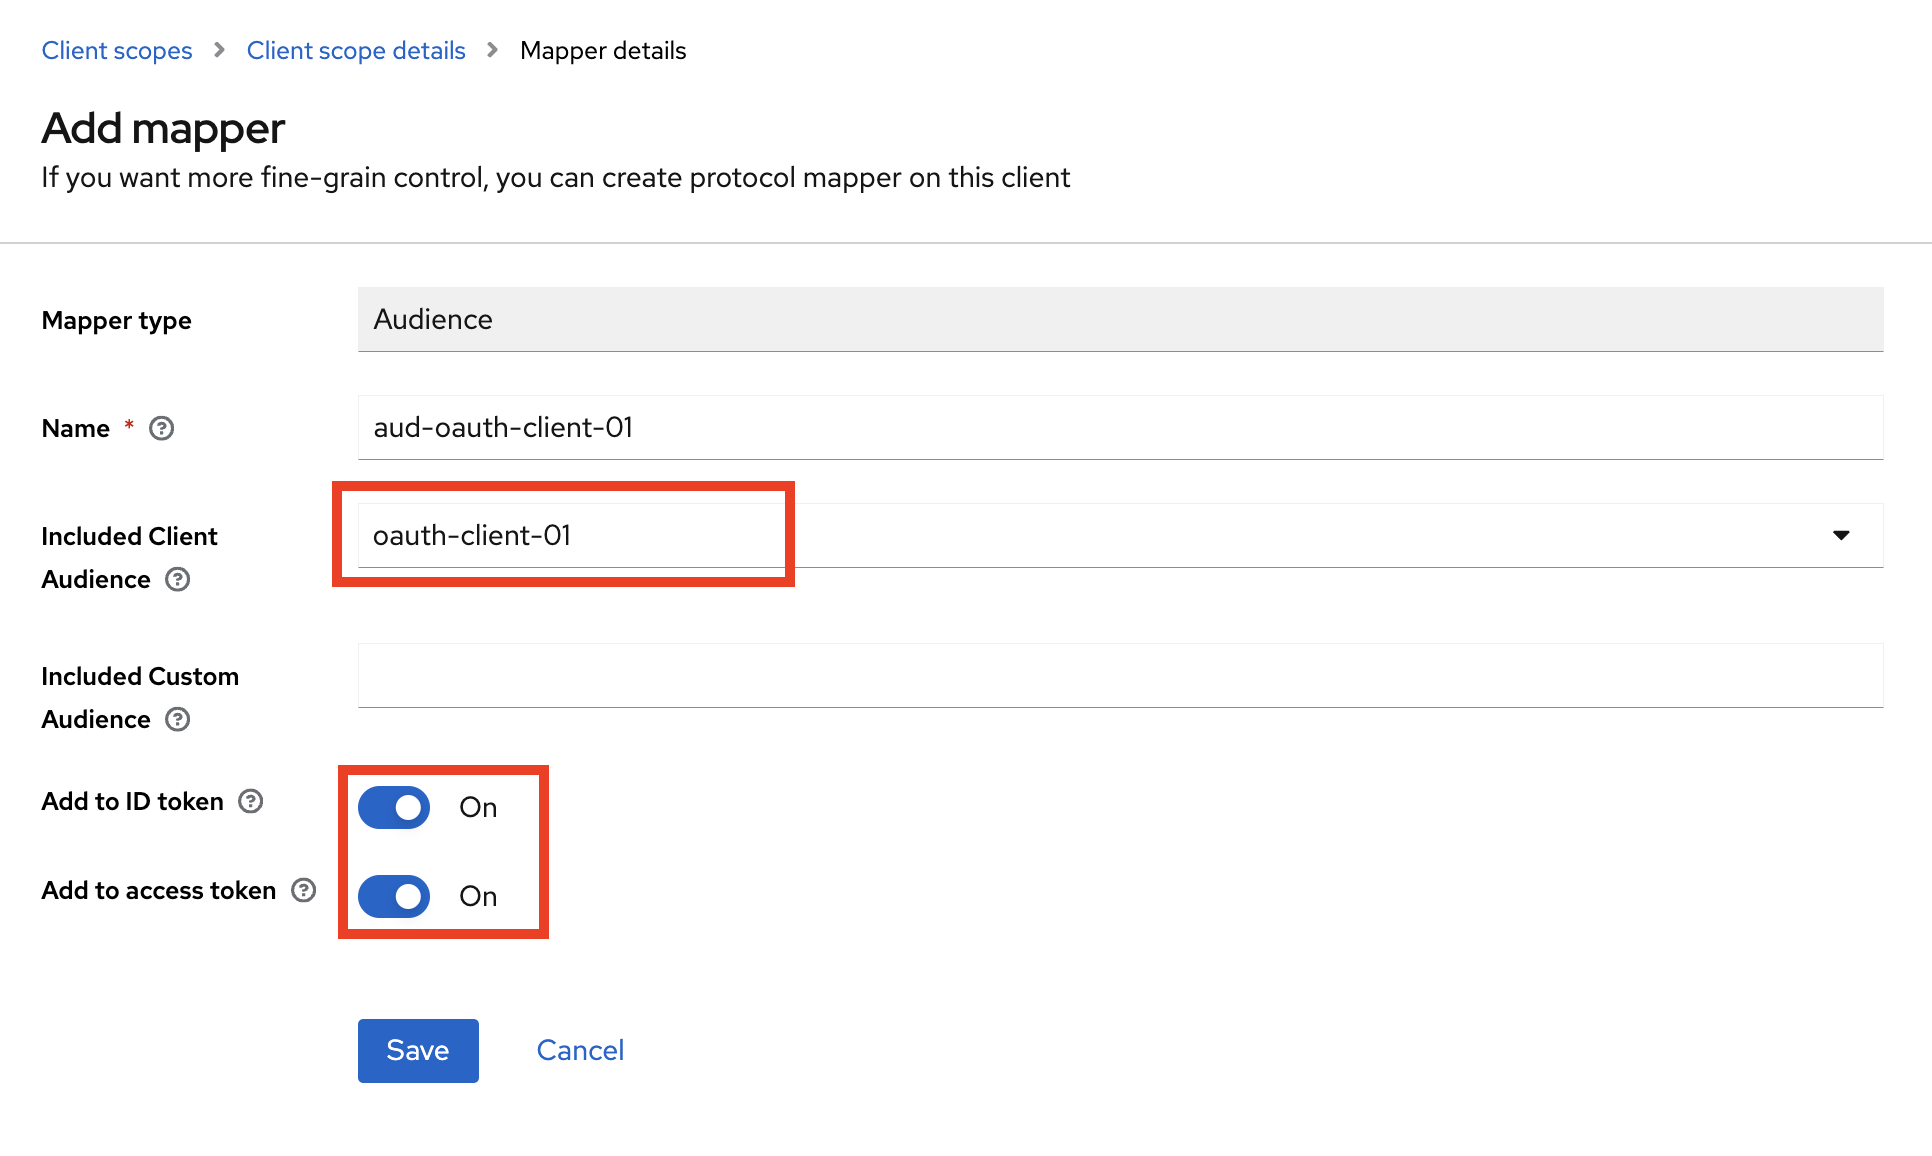 Client scopes > Client scope details > Mapper details
Add mapper
If you want more fine-grain control, you can create protocol mapper on this client
Mapper type
Audience
Name *
aud-oauth-client-01
Included Client
Audience
oauth-client-01
Included Custom
Audience
Add to ID token
On
Add to access token
On
Save
Cancel